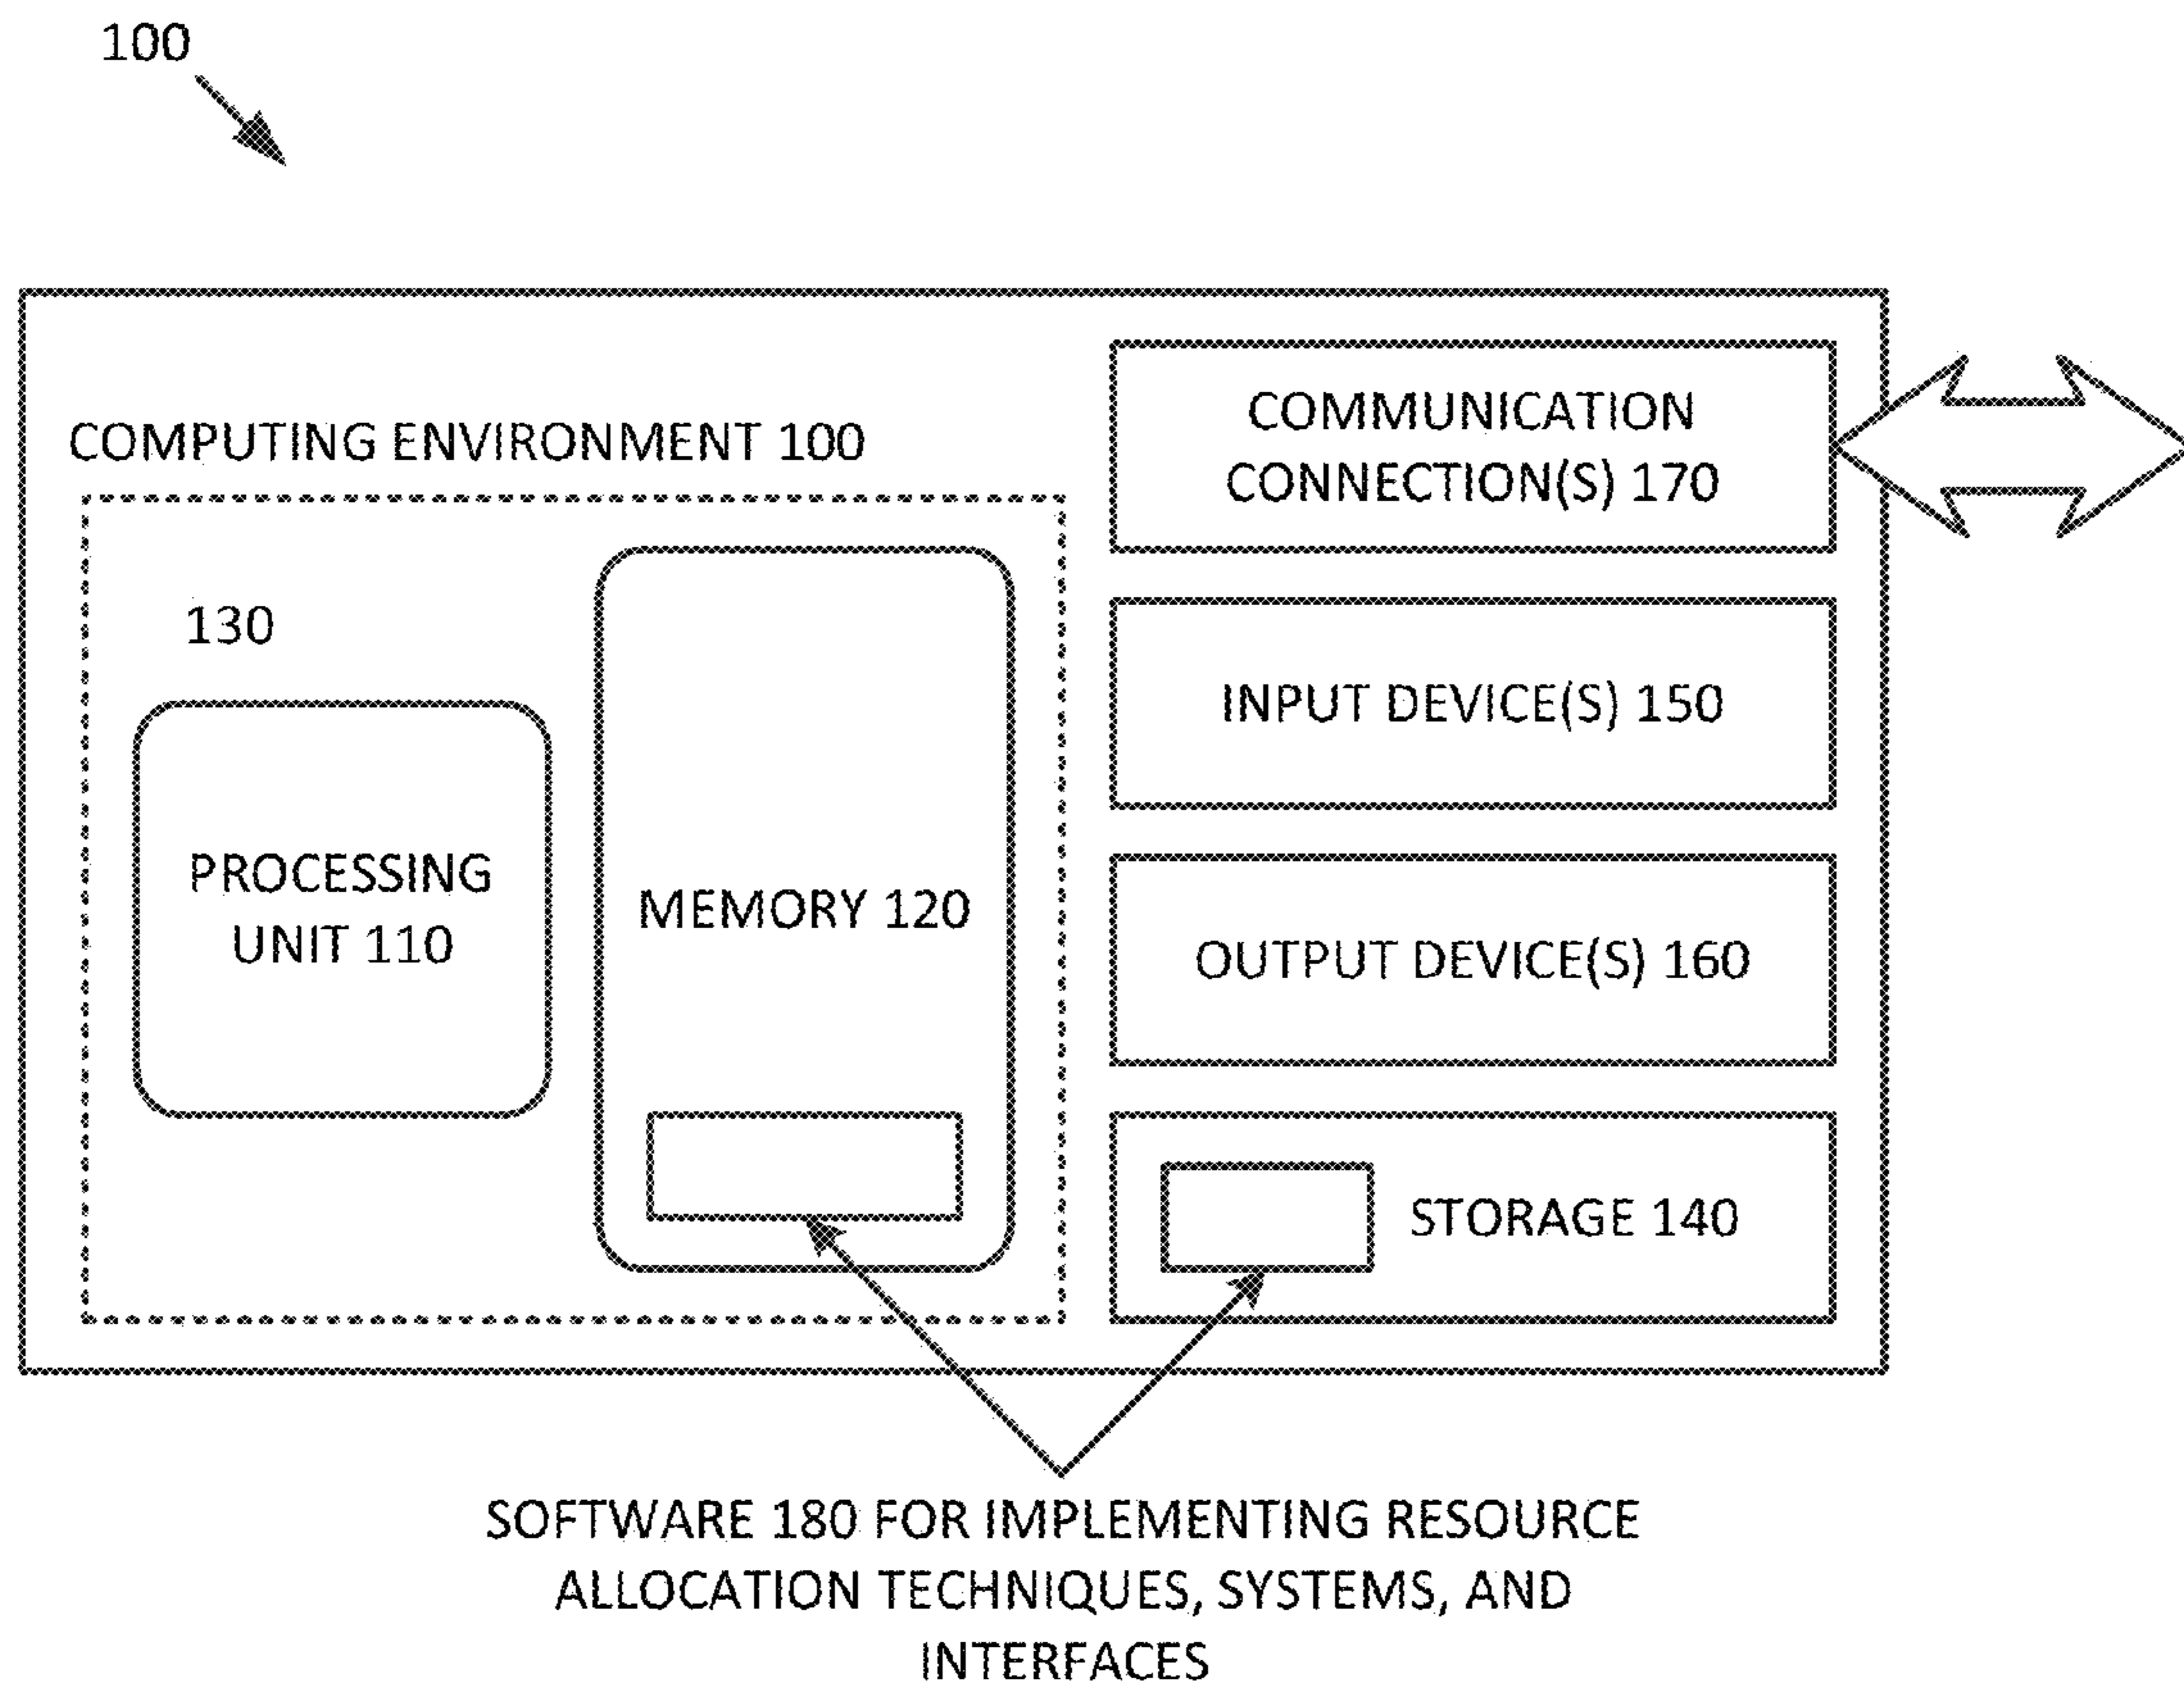 100
COMPUTING ENVIRONMENT 100
130
PROCESSING
UNIT 110
MEMORY 120
COMMUNICATION
CONNECTION(S) 170
INPUT DEVICE(S) 150
OUTPUT DEVICE(S) 160
STORAGE 140
SOFTWARE 180 FOR IMPLEMENTING RESOURCE
ALLOCATION TECHNIQUES, SYSTEMS, AND
INTERFACES